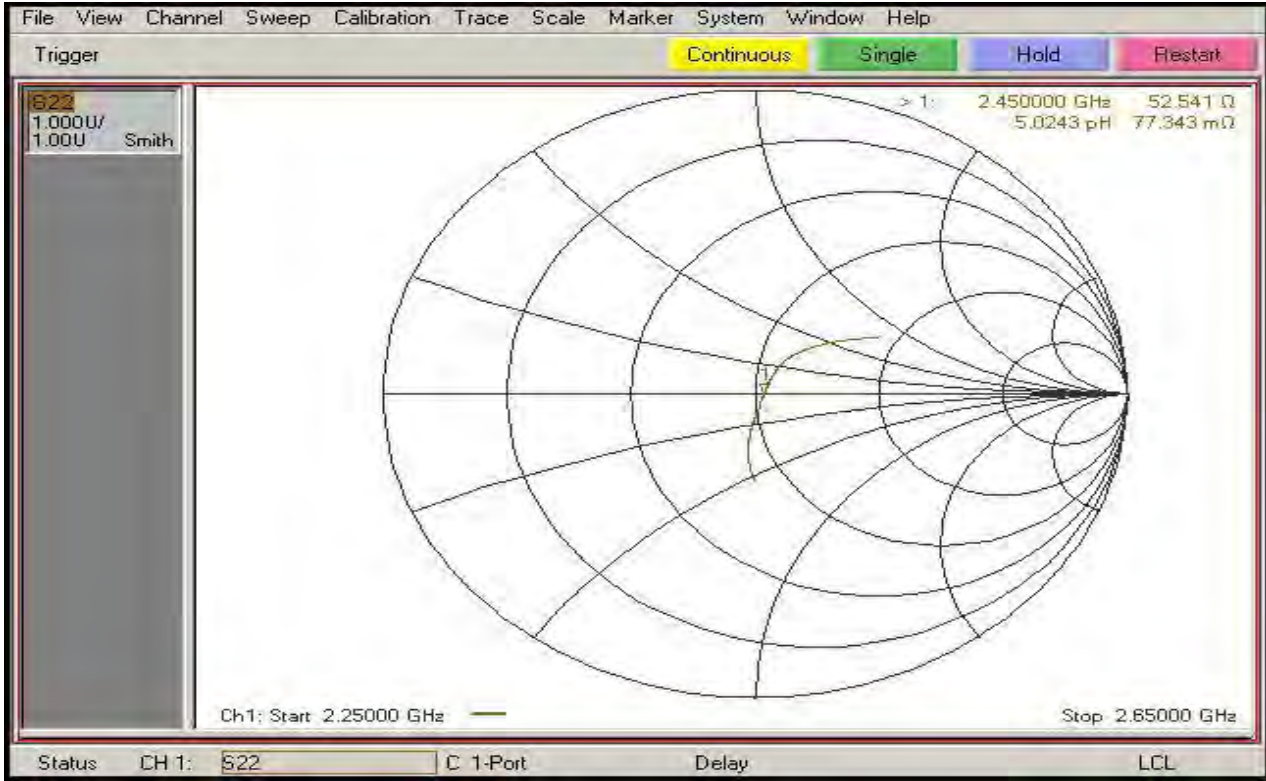 File View Channel Sweep Calibration Trace Scale Marker System Window Help
Trigger Continuous Single Hold Restart
S22
1.000U/
1.00U Smith
> 1: 2.450000 GHz 52.541 Ω
5.0243 pH 77.343 mΩ
1
Ch1: Start 2.25000 GHz
Stop 2.65000 GHz
Status CH 1: S22 C 1-Port Delay LCL